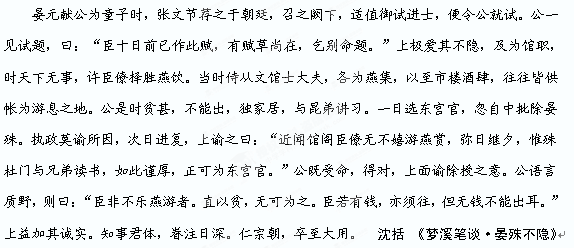 晏元献公为童子时，张文节荐之于朝廷，召之阙下，适值御试进士，便令公就试。公一
见试题，曰：“臣十日前已作此赋，有赋草尚在，乞别命题。”上极爱其不隐，及为馆职，
时天下无事，许臣僚择胜燕饮。当时侍从文馆士大夫，各为燕集，以至市楼酒肆，往往皆供
帐为游息之地。公是时贫甚，不能出，独家居，与昆弟讲习。一日选东宫官，忽自中批除晏
殊。执政莫谕所因，次日进复，上谕之曰：“近闻馆阁臣僚无不嬉游燕赏，弥日继夕，惟殊
杜门与兄弟读书，如此谨厚，正可为东宫官。”公既受命，得对，上面谕除授之意。公语言
质野，则曰：“臣非不乐燕游者。直以贫，无可为之。臣若有钱，亦须往，但无钱不能出耳。”
上益加其诚实。知事君体，眷注日深。仁宗朝，卒至大用。 沈括 《梦溪笔谈·晏殊不隐》